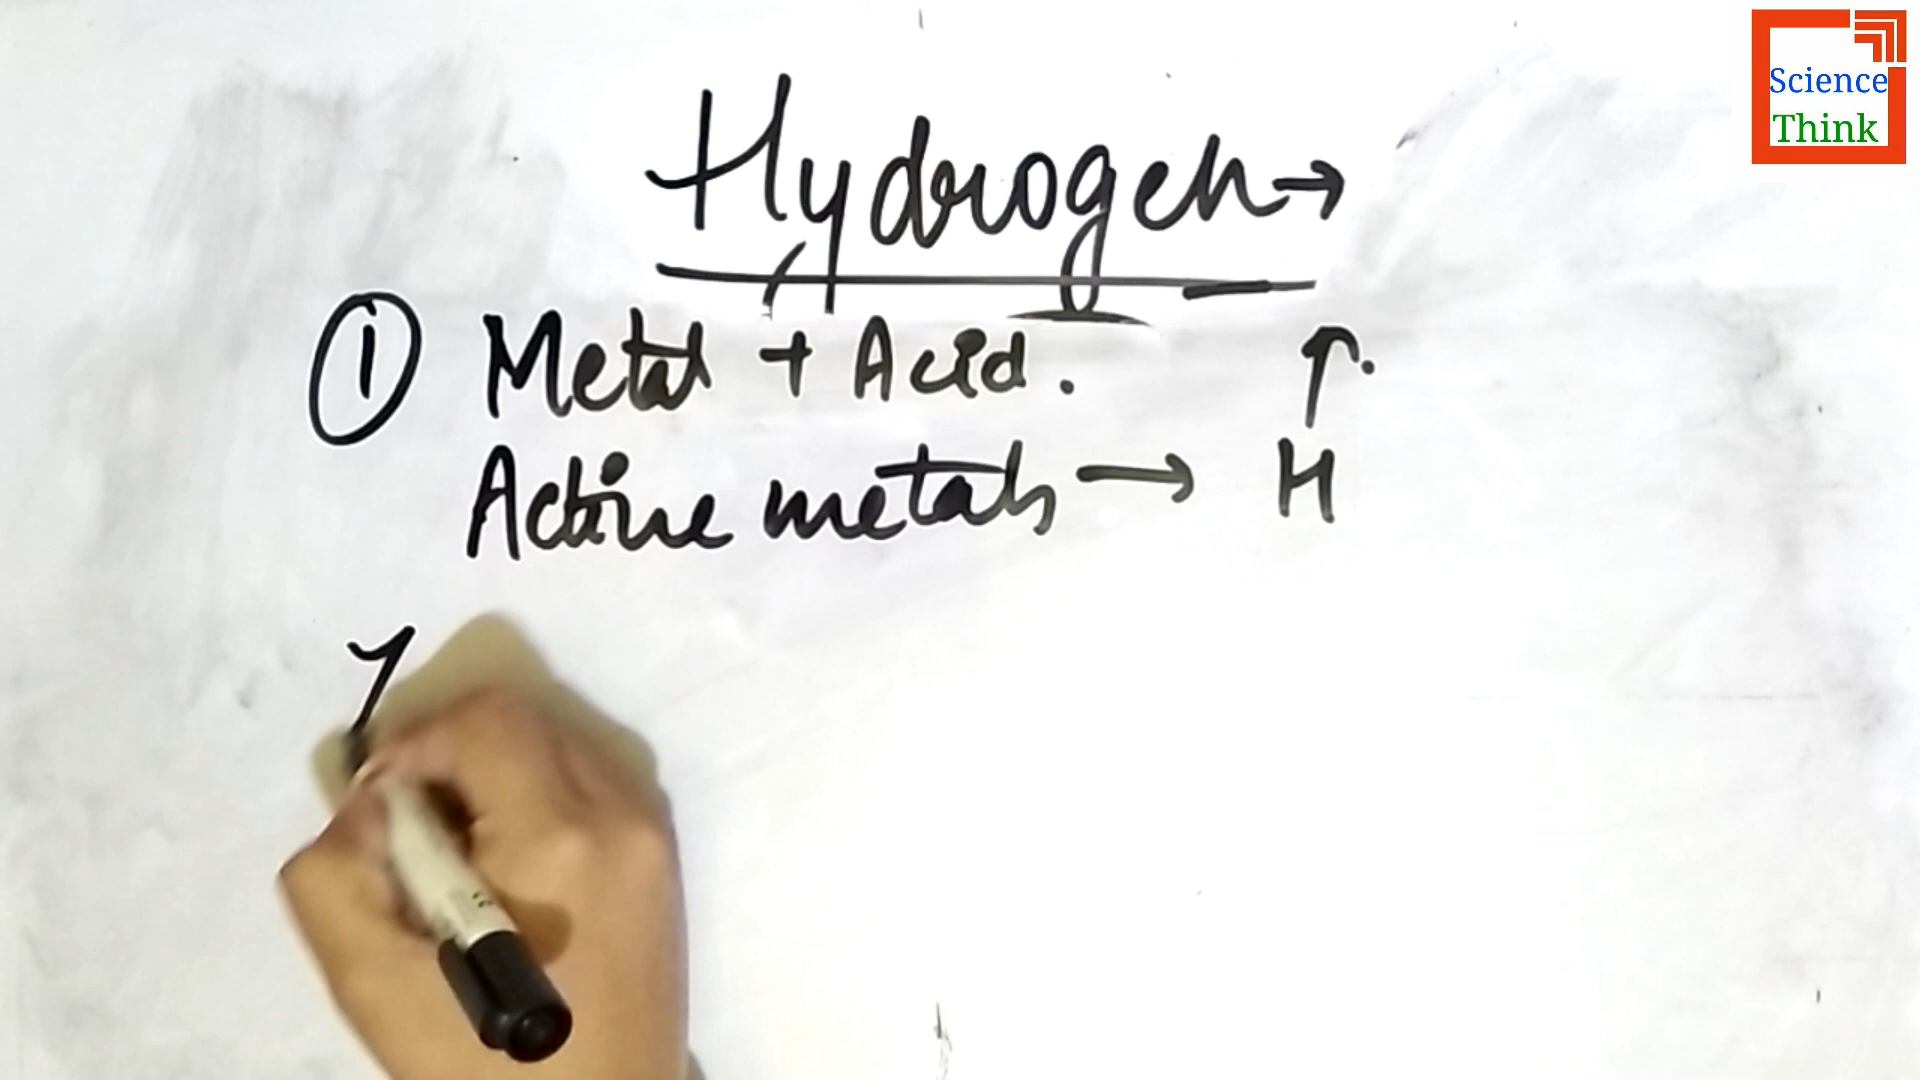 Science
Think
Hydrogen→
① Metal + Acid. ↑.
Active metals → H